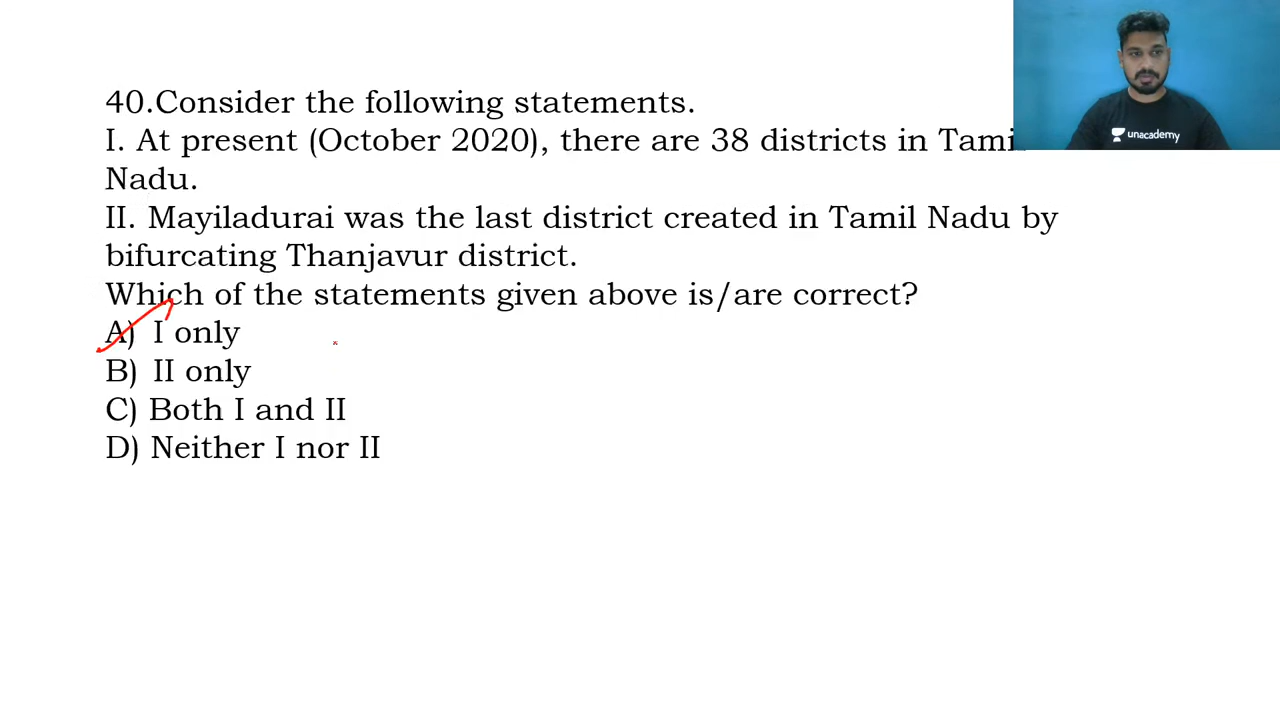 40.Consider the following statements.
I. At present (October 2020), there are 38 districts in Tamil
Nadu.
II. Mayiladurai was the last district created in Tamil Nadu by
bifurcating Thanjavur district.
Which of the statements given above is/are correct?
A) I only
B) II only
C) Both I and II
D) Neither I nor II
unacademy